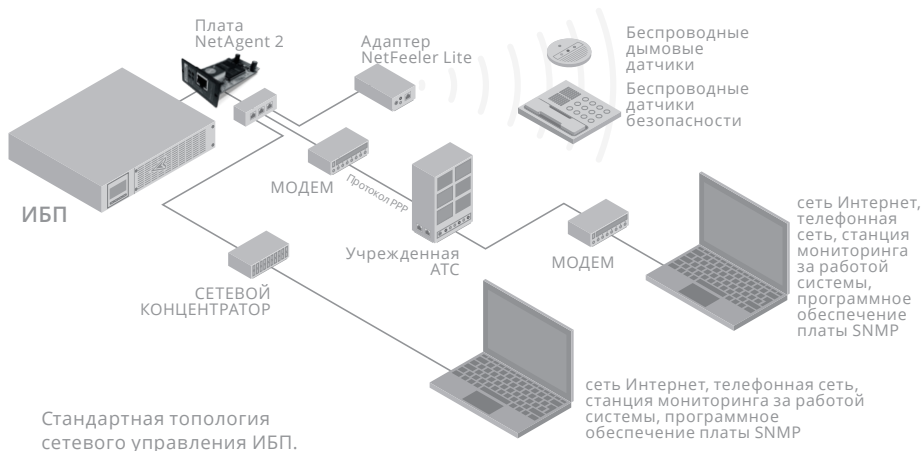 Плата
NetAgent 2
Адаптер
NetFeeler Lite
Беспроводные
дымовые
датчики
Беспроводные
датчики
безопасности
ИБП
МОДЕМ
Протокол PPP
Учрежденная
АТС
МОДЕМ
сеть Интернет,
телефонная
сеть, станция
мониторинга
за работой
системы,
программное
обеспечение
платы SNMP
СЕТЕВОЙ
КОНЦЕНТРАТОР
сеть Интернет, телефонная сеть,
станция мониторинга за работой
системы, программное
обеспечение платы SNMP
Стандартная топология
сетевого управления ИБП.